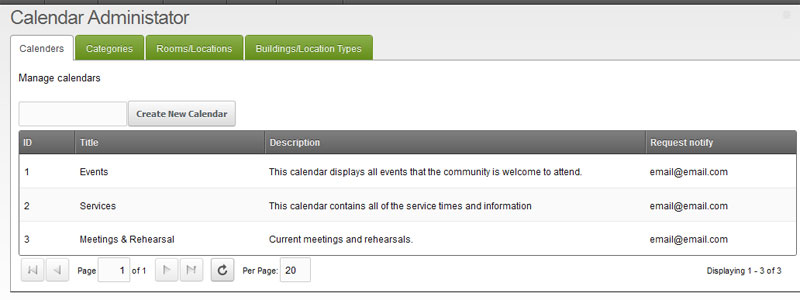 Calendar Administator
Calenders Categories Rooms/Locations Buildings/Location Types
Manage calendars
Create New Calendar
ID Title Description Request notify
1 Events This calendar displays all events that the community is welcome to attend. email@email.com
2 Services This calendar contains all of the service times and information email@email.com
3 Meetings & Rehearsal Current meetings and rehearsals. email@email.com
Page 1 of 1 Per Page: 20 Displaying 1 - 3 of 3